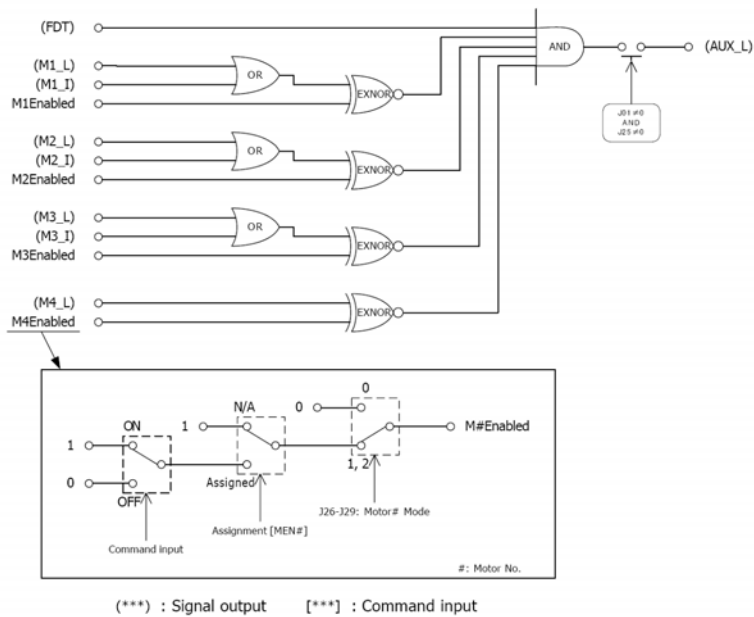 (FDT)
AND
(AUX_L)
(M1_L)
OR
(M1_I)
M1Enabled
EXNOR
J01≠0
AND
J25≠0
(M2_L)
OR
(M2_I)
M2Enabled
EXNOR
(M3_L)
OR
(M3_I)
M3Enabled
EXNOR
(M4_L)
EXNOR
M4Enabled
0
N/A
0
ON
1
M#Enabled
1
1, 2
0
Assigned
OFF
J26-J29: Motor# Mode
Assignment [MEN#]
Command input
#: Motor No.
(***) : Signal output [***] : Command input